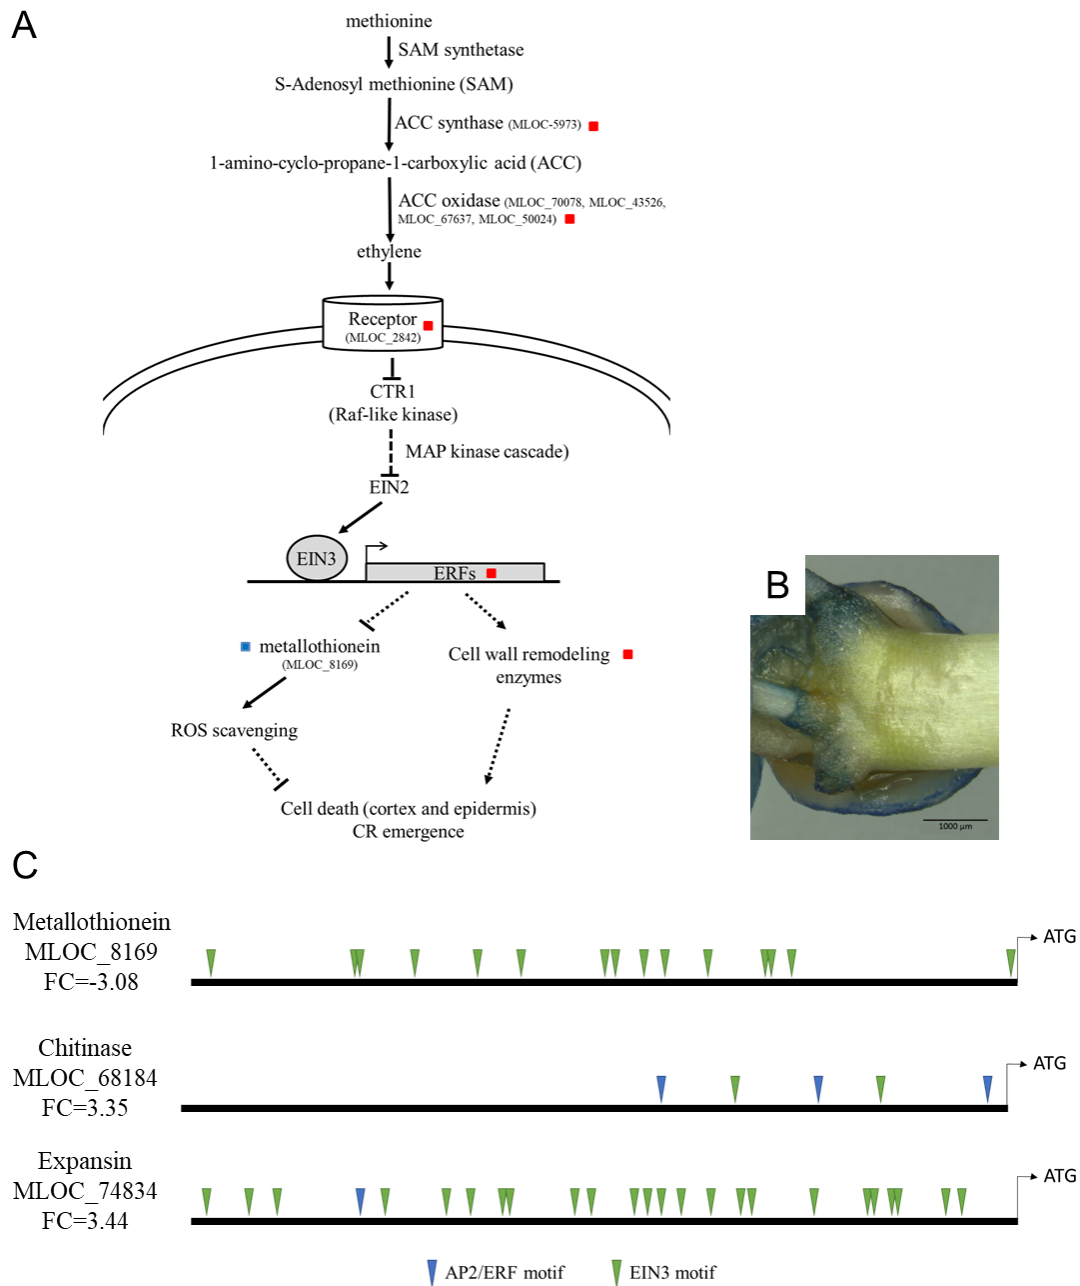 A
methionine
SAM synthetase
S-Adenosyl methionine (SAM)
ACC synthase (MLOC-5973)
1-amino-cyclo-propane-1-carboxylic acid (ACC)
ACC oxidase (MLOC_70078, MLOC_43526,
MLOC_67637, MLOC_50024)
ethylene
Receptor
(MLOC_2842)
CTR1
(Raf-like kinase)
MAP kinase cascade)
EIN2
EIN3
ERFs
metallothionein
(MLOC_8169)
Cell wall remodeling
enzymes
ROS scavenging
Cell death (cortex and epidermis)
CR emergence
B
1000 µm
C
Metallothionein
MLOC_8169
FC=-3.08
ATG
Chitinase
MLOC_68184
FC=3.35
ATG
Expansin
MLOC_74834
FC=3.44
ATG
AP2/ERF motif
EIN3 motif